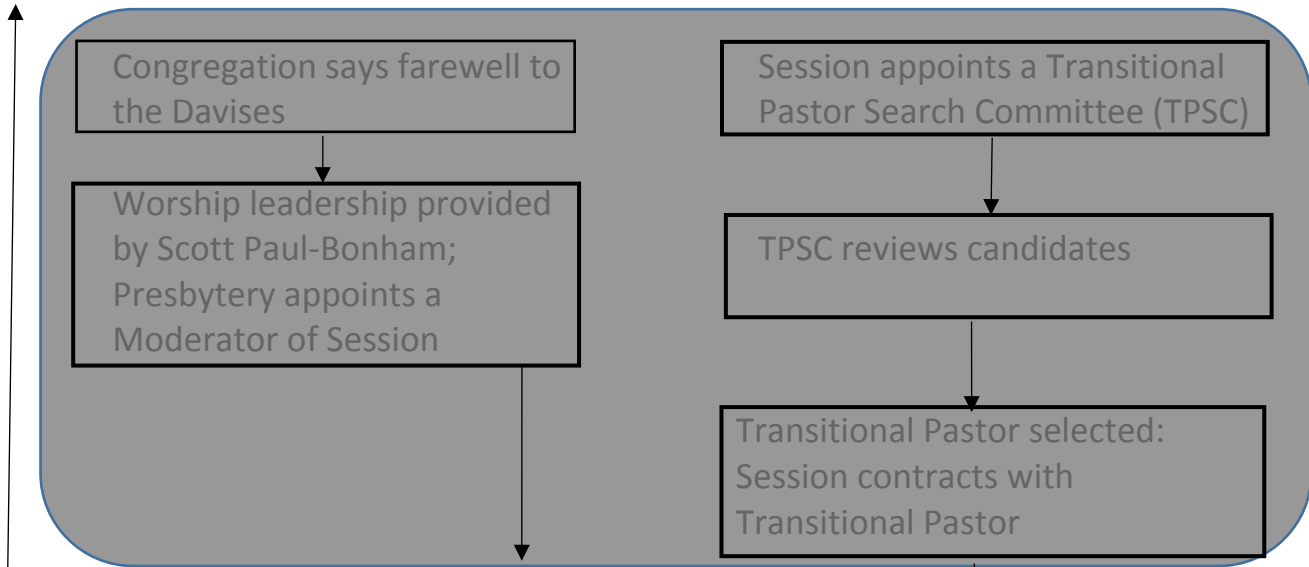 Congregation says farewell to
the Davises
Worship leadership provided
by Scott Paul-Bonham;
Presbytery appoints a
Moderator of Session
Session appoints a Transitional
Pastor Search Committee (TPSC)
TPSC reviews candidates
Transitional Pastor selected:
Session contracts with
Transitional Pastor